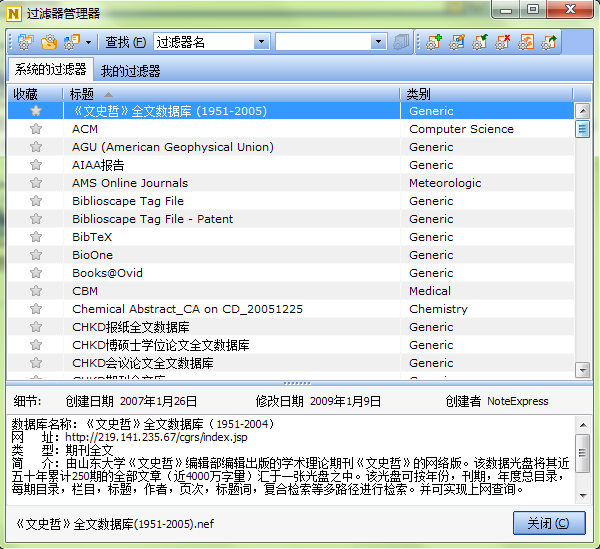 过滤器管理器
查找 (F) 过滤器名
系统的过滤器 我的过滤器
收藏 标题 类别
《文史哲》全文数据库 (1951-2005) Generic
ACM Computer Science
AGU (American Geophysical Union) Generic
AIAA报告 Generic
AMS Online Journals Meteorologic
Biblioscape Tag File Generic
Biblioscape Tag File - Patent Generic
BibTeX Generic
BioOne Generic
Books@Ovid Generic
CBM Medical
Chemical Abstract_CA on CD_20051225 Chemistry
CHKD报纸全文数据库 Generic
CHKD博硕士学位论文全文数据库 Generic
CHKD会议论文全文数据库 Generic
CHKD期刊全文库 Generic
细节: 创建日期 2007年1月26日 修改日期 2009年1月9日 创建者 NoteExpress
数据库名称：《文史哲》全文数据库（1951-2004）
网 址：http://219.141.235.67/cgrs/index.jsp
类 型：期刊全文
简 介：由山东大学《文史哲》编辑部编辑出版的学术理论期刊《文史哲》的网络版。该数据光盘将其近
五十年累计250期的全部文章（近4000万字量）汇于一张光盘之中。该光盘可按年份，刊期，年度总目录，
每期目录，栏目，标题，作者，页次，标题词，复合检索等多路径进行检索。并可实现上网查询。
《文史哲》全文数据库(1951-2005).nef 关闭(C)